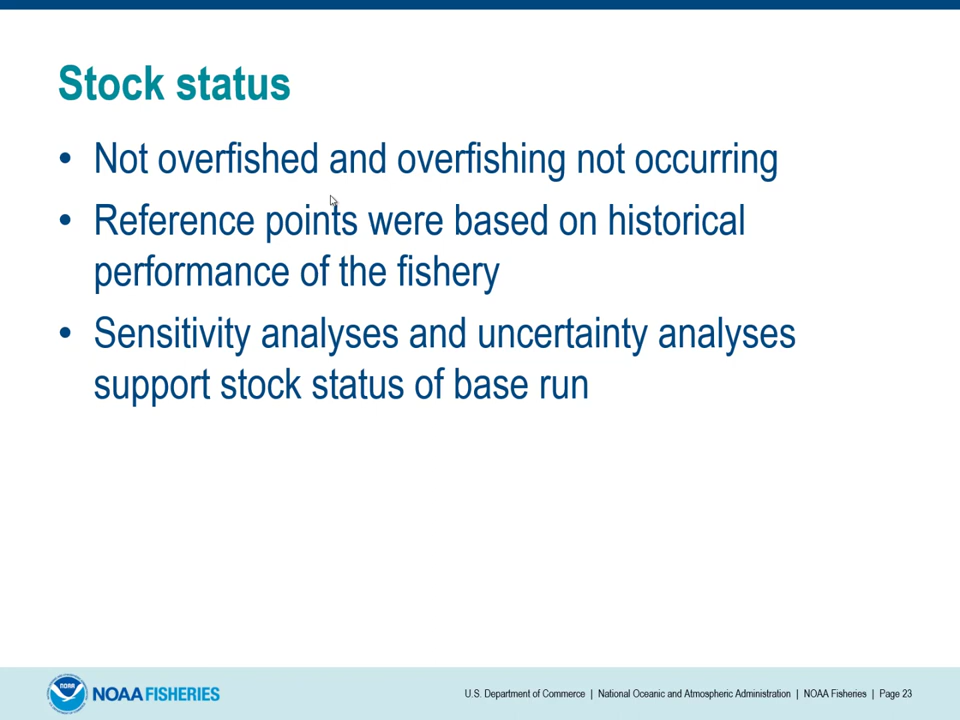 Stock status
• Not overfished and overfishing not occurring
• Reference points were based on historical
performance of the fishery
• Sensitivity analyses and uncertainty analyses
support stock status of base run
NOAA
NOAA FISHERIES
U.S. Department of Commerce | National Oceanic and Atmospheric Administration | NOAA Fisheries | Page 23